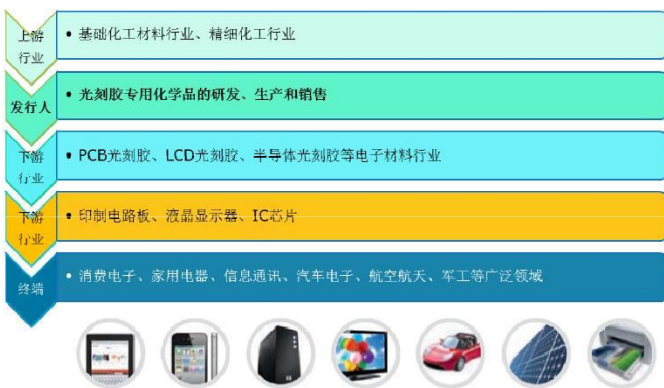 上游
行业
• 基础化工材料行业、精细化工行业
发行人
• 光刻胶专用化学品的研发、生产和销售
下游
行业
• PCB光刻胶、LCD光刻胶、半导体光刻胶等电子材料行业
下游
行业
• 印制电路板、液晶显示器、IC芯片
终端
• 消费电子、家用电器、信息通讯、汽车电子、航空航天、军工等广泛领域